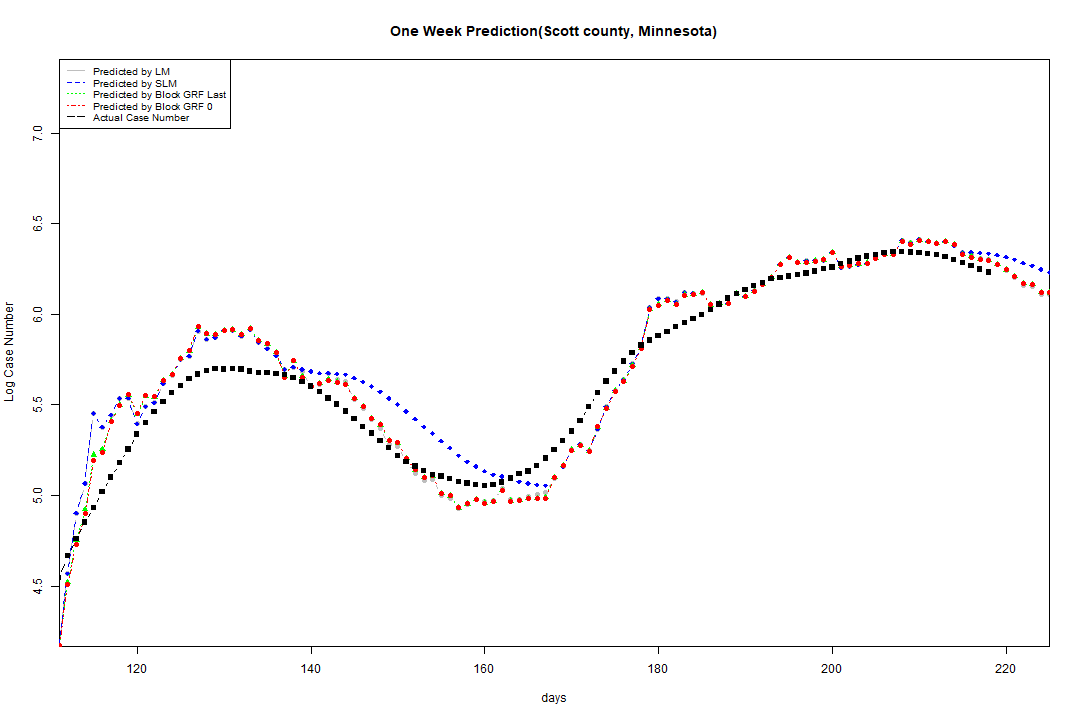 One Week Prediction(Scott county, Minnesota)
Predicted by LM
Predicted by SLM
Predicted by Block GRF Last
Predicted by Block GRF 0
Actual Case Number
7.0
6.5
6.0
5.5
5.0
4.5
Log Case Number
120 140 160 180 200 220
days